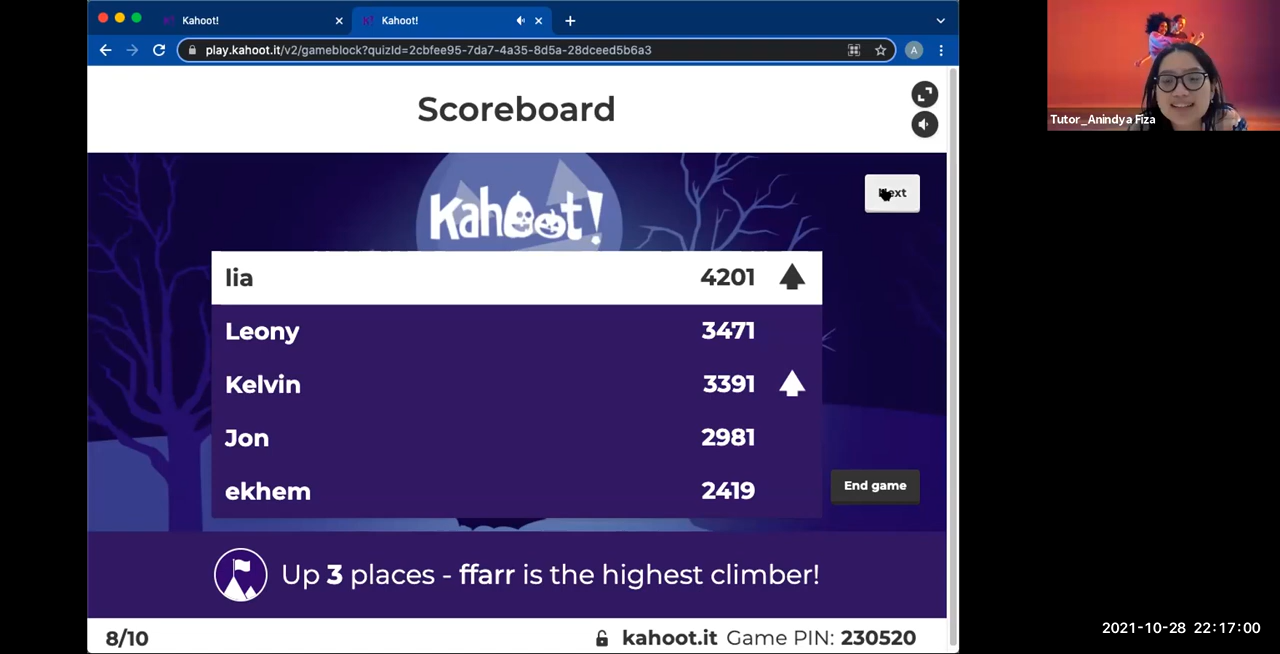 Kahoot!
Kahoot!
play.kahoot.it/v2/gameblock?quizId=2cbfee95-7da7-4a35-8d5a-28dceed5b6a3
A
Tutor_Anindya Fiza
Scoreboard
Kahoot!
Next
lia 4201
Leony 3471
Kelvin 3391
Jon 2981
ekhem 2419
End game
Up 3 places - ffarr is the highest climber!
8/10
kahoot.it Game PIN: 230520
2021-10-28 22:17:00